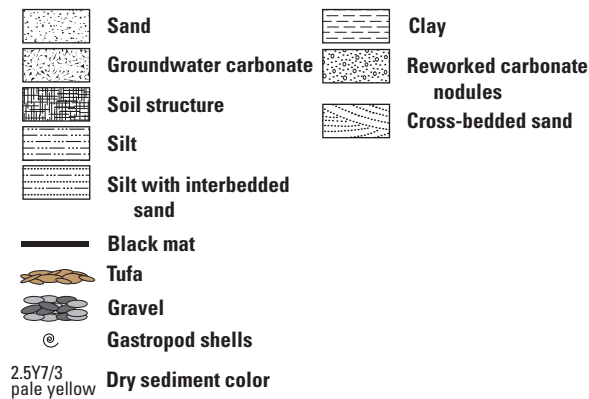 Sand
Groundwater carbonate
Soil structure
Silt
Silt with interbedded
sand
Black mat
Tufa
Gravel
Gastropod shells
2.5Y7/3
pale yellow Dry sediment color
Clay
Reworked carbonate
nodules
Cross-bedded sand